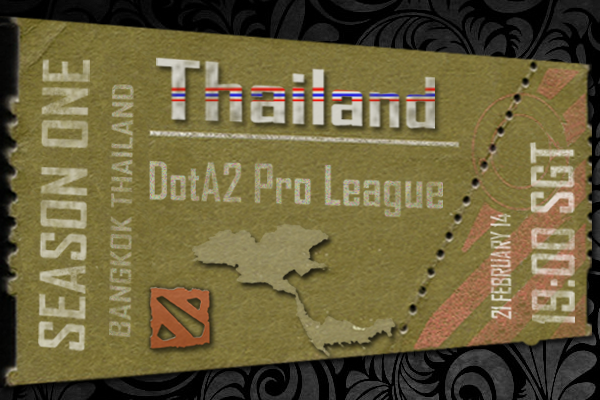 SEASON ONE
BANGKOK THAILAND
Thailand
DotA2 Pro League
21 FEBRUARY 14
19:00 SGT